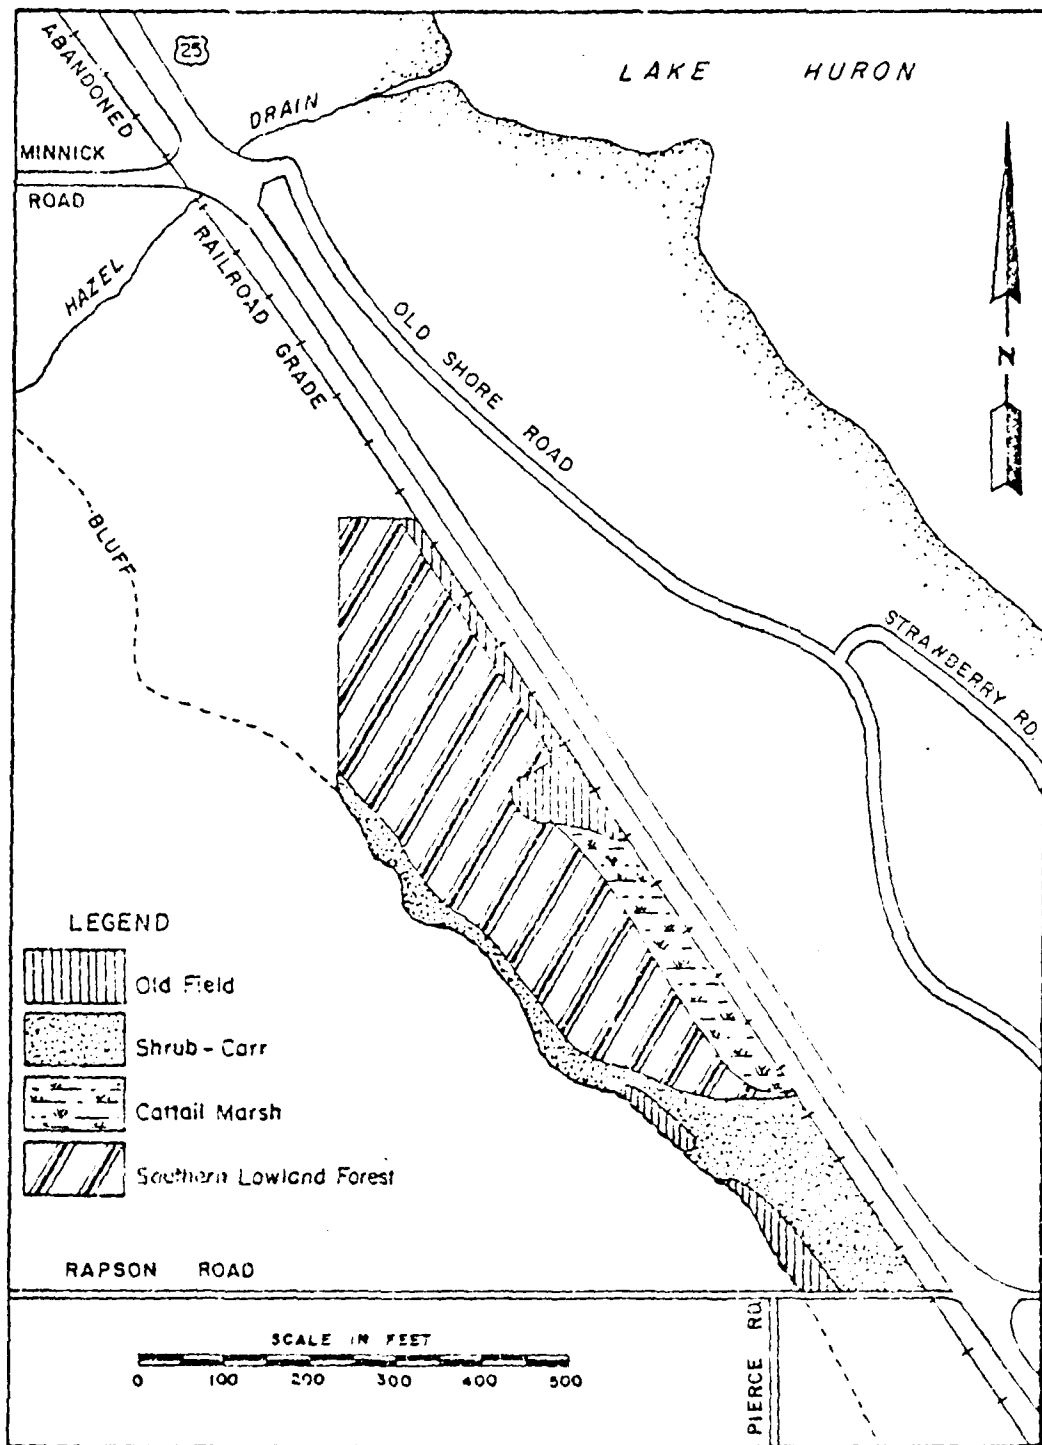 25
LAKE HURON
ABANDONED
DRAIN
MINNICK
ROAD
HAZEL
RAILROAD GRADE
OLD SHORE ROAD
N
BLUFF
STRAWBERRY RD.
LEGEND
Old Field
Shrub-Carr
Cattail Marsh
Southern Lowland Forest
RAPSON ROAD
SCALE IN FEET
0 100 200 300 400 500
PIERCE RD.